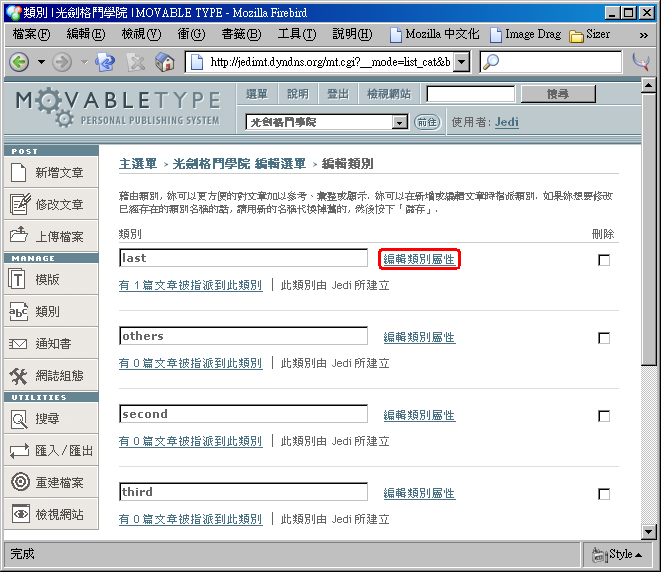 類別 | 光劍格鬥學院 | MOVABLE TYPE - Mozilla Firebird
檔案(F) 編輯(E) 檢視(V) 衝(G) 書籤(B) 工具(T) 說明(H) Mozilla 中文化 Image Drag Sizer »
http://jedimt.dyndns.org/mt.cgi?__mode=list_cat&b
MOVABLETYPE
PERSONAL PUBLISHING SYSTEM
選單 說明 登出 檢視網站 搜尋
光劍格鬥學院 前往 使用者: Jedi
POST
新增文章
修改文章
上傳檔案
MANAGE
模版
類別
通知書
網誌組態
UTILITIES
搜尋
匯入/匯出
重建檔案
檢視網站
主選單 > 光劍格鬥學院 編輯選單 > 編輯類別
藉由類別, 妳可以更方便的對文章加以參考、彙整或顯示. 妳可以在新增或編輯文章時指派類別. 如果妳想要修改
已經存在的類別名稱的話, 請用新的名稱代換掉舊的, 然後按下「儲存」.
類別 刪除
last 編輯類別屬性
有 1 篇文章被指派到此類別 | 此類別由 Jedi 所建立
others 編輯類別屬性
有 0 篇文章被指派到此類別 | 此類別由 Jedi 所建立
second 編輯類別屬性
有 0 篇文章被指派到此類別 | 此類別由 Jedi 所建立
third 編輯類別屬性
有 0 篇文章被指派到此類別 | 此類別由 Jedi 所建立
完成 Style